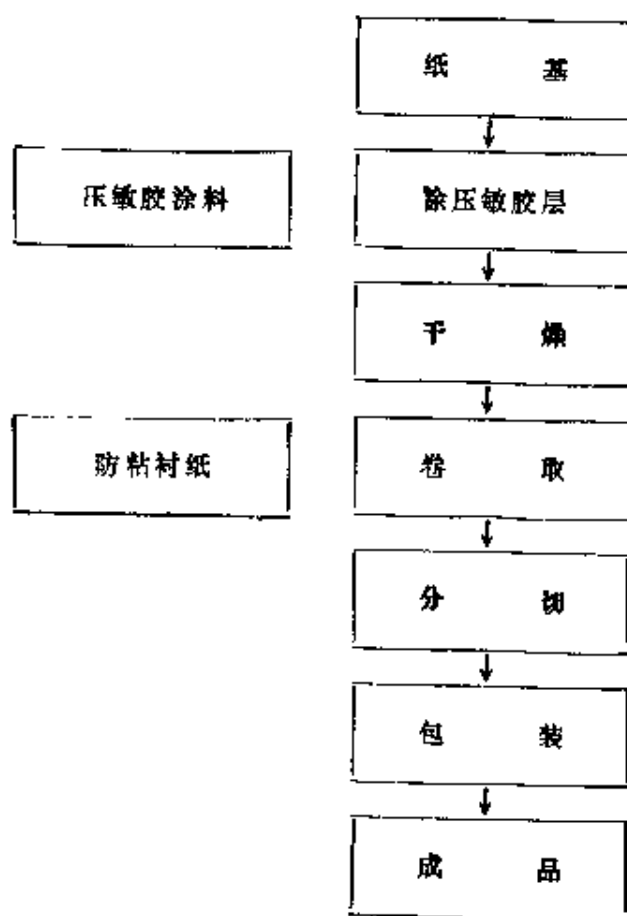 纸 基
压敏胶涂料
涂压敏胶层
干 燥
防粘衬纸
卷 取
分 切
包 装
成 品